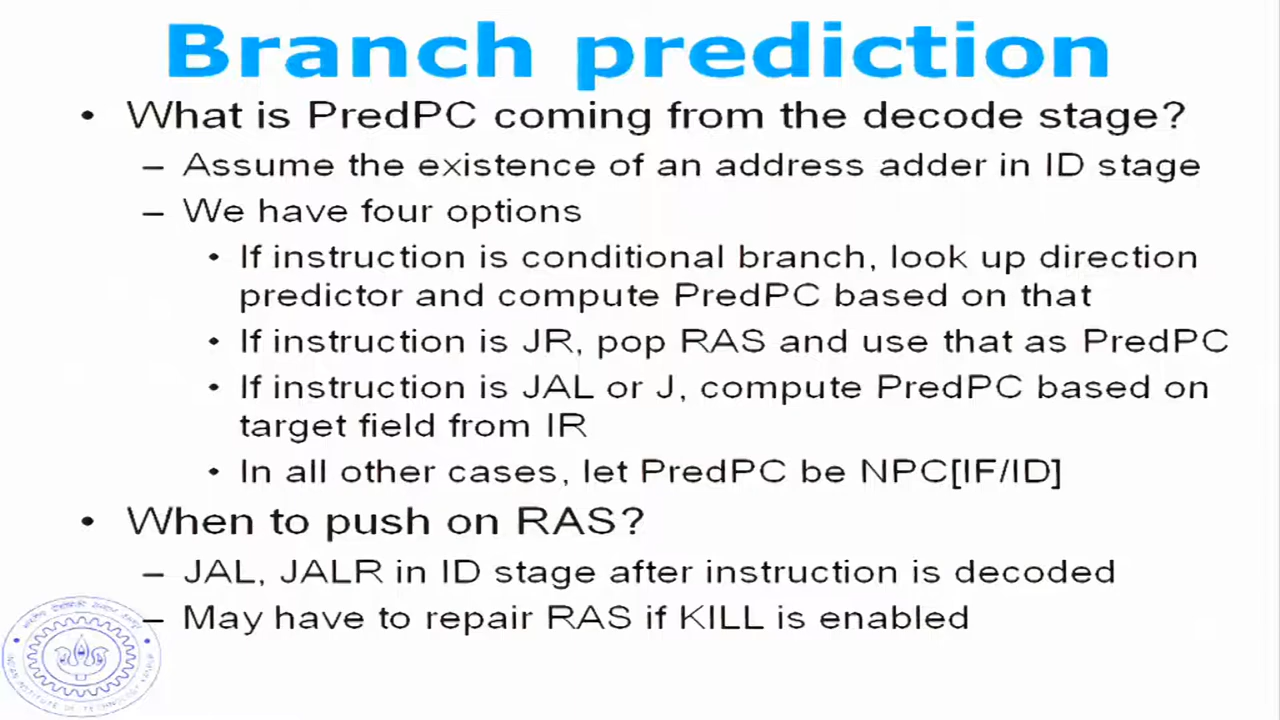 Branch prediction
• What is PredPC coming from the decode stage?
– Assume the existence of an address adder in ID stage
– We have four options
• If instruction is conditional branch, look up direction
predictor and compute PredPC based on that
• If instruction is JR, pop RAS and use that as PredPC
• If instruction is JAL or J, compute PredPC based on
target field from IR
• In all other cases, let PredPC be NPC[IF/ID]
• When to push on RAS?
– JAL, JALR in ID stage after instruction is decoded
– May have to repair RAS if KILL is enabled